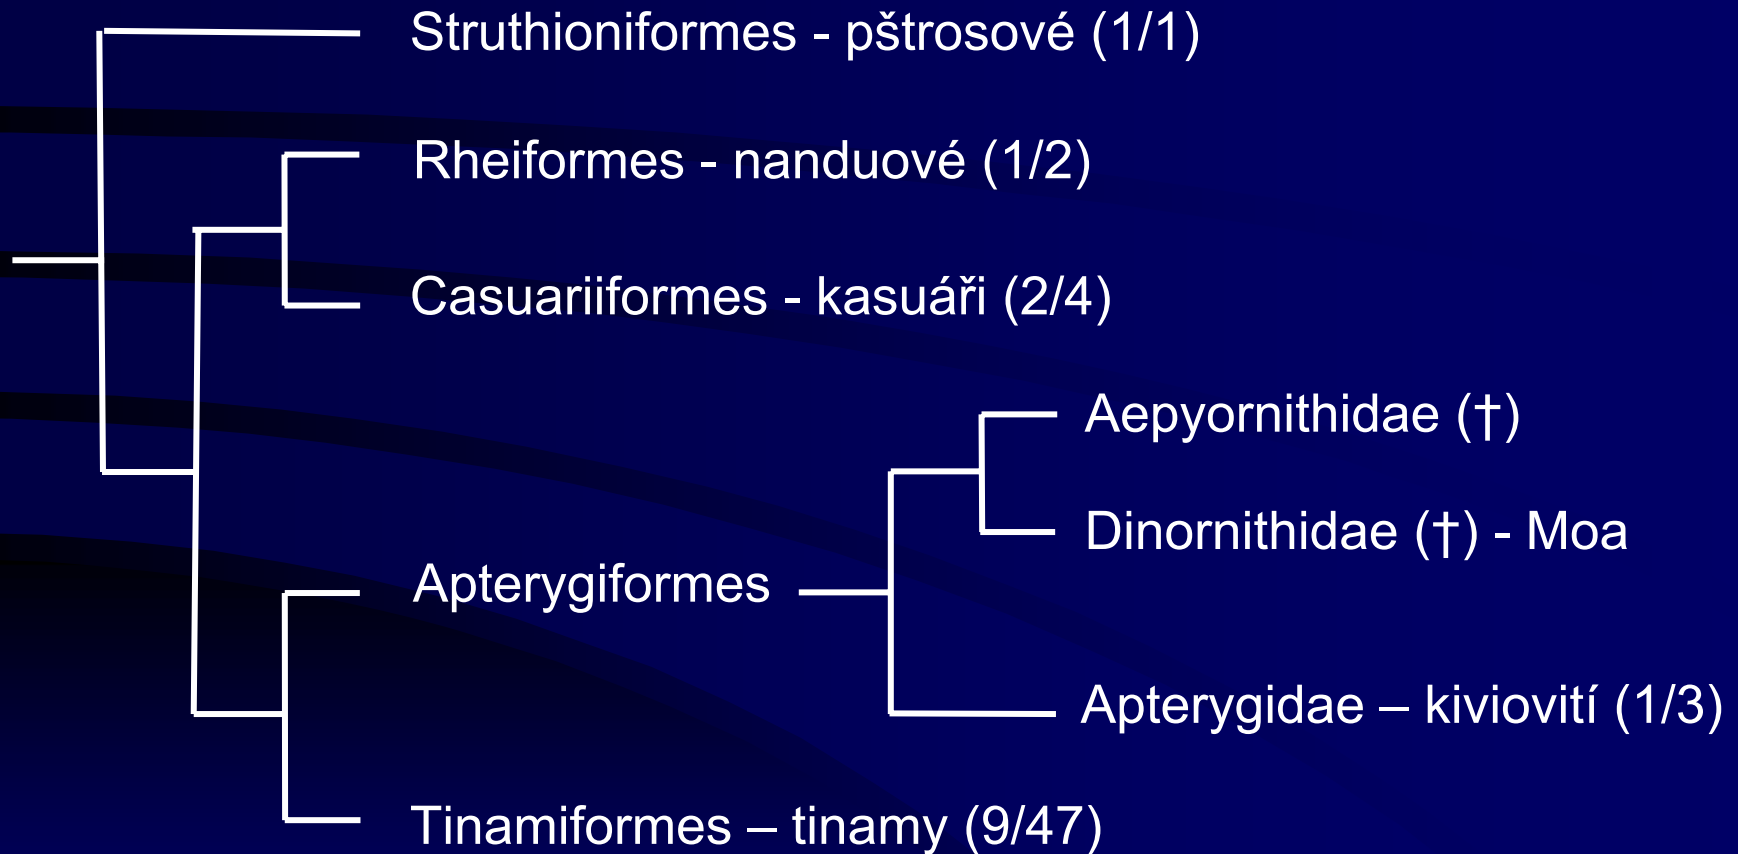 Struthioniformes - pštrosové (1/1)
Rheiformes - nanduové (1/2)
Casuariiformes - kasuáři (2/4)
Aepyornithidae (†)
Dinornithidae (†) - Moa
Apterygiformes
Apterygidae – kiviovití (1/3)
Tinamiformes – tinamy (9/47)